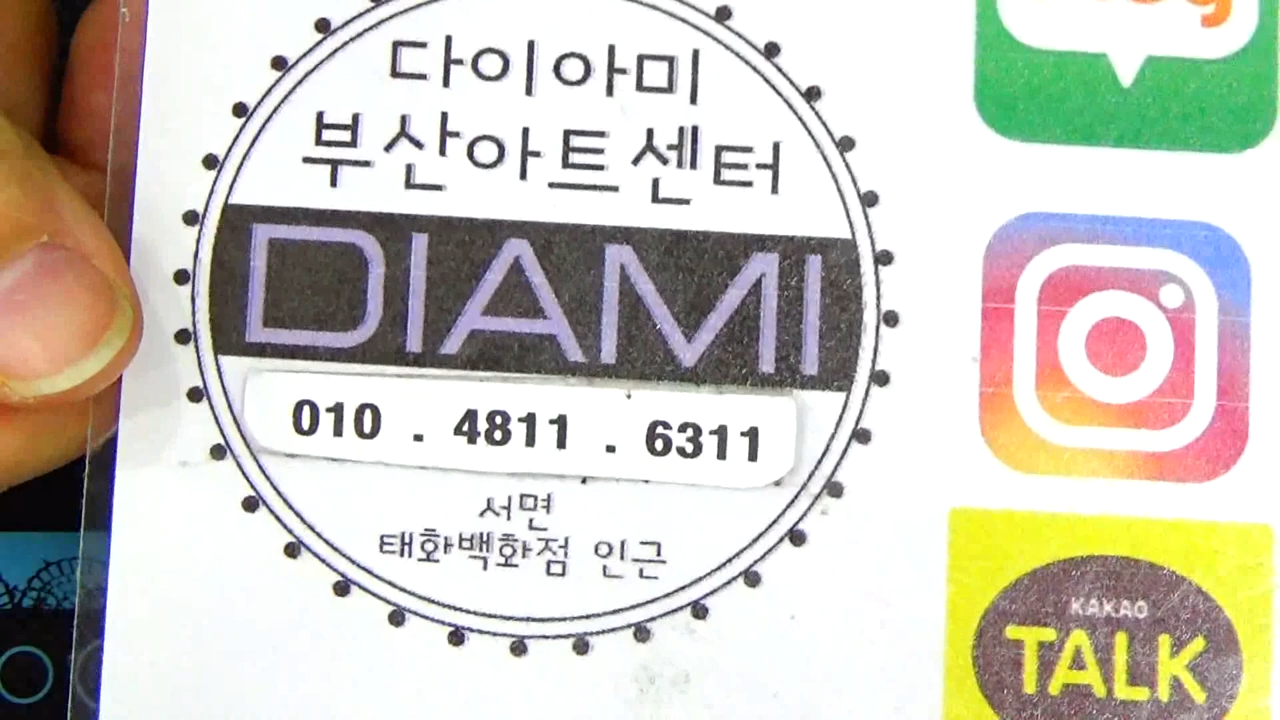 다이아미
부산아트센터
DIAMI
010 . 4811 . 6311
서면
태화백화점 인근
KAKAO
TALK